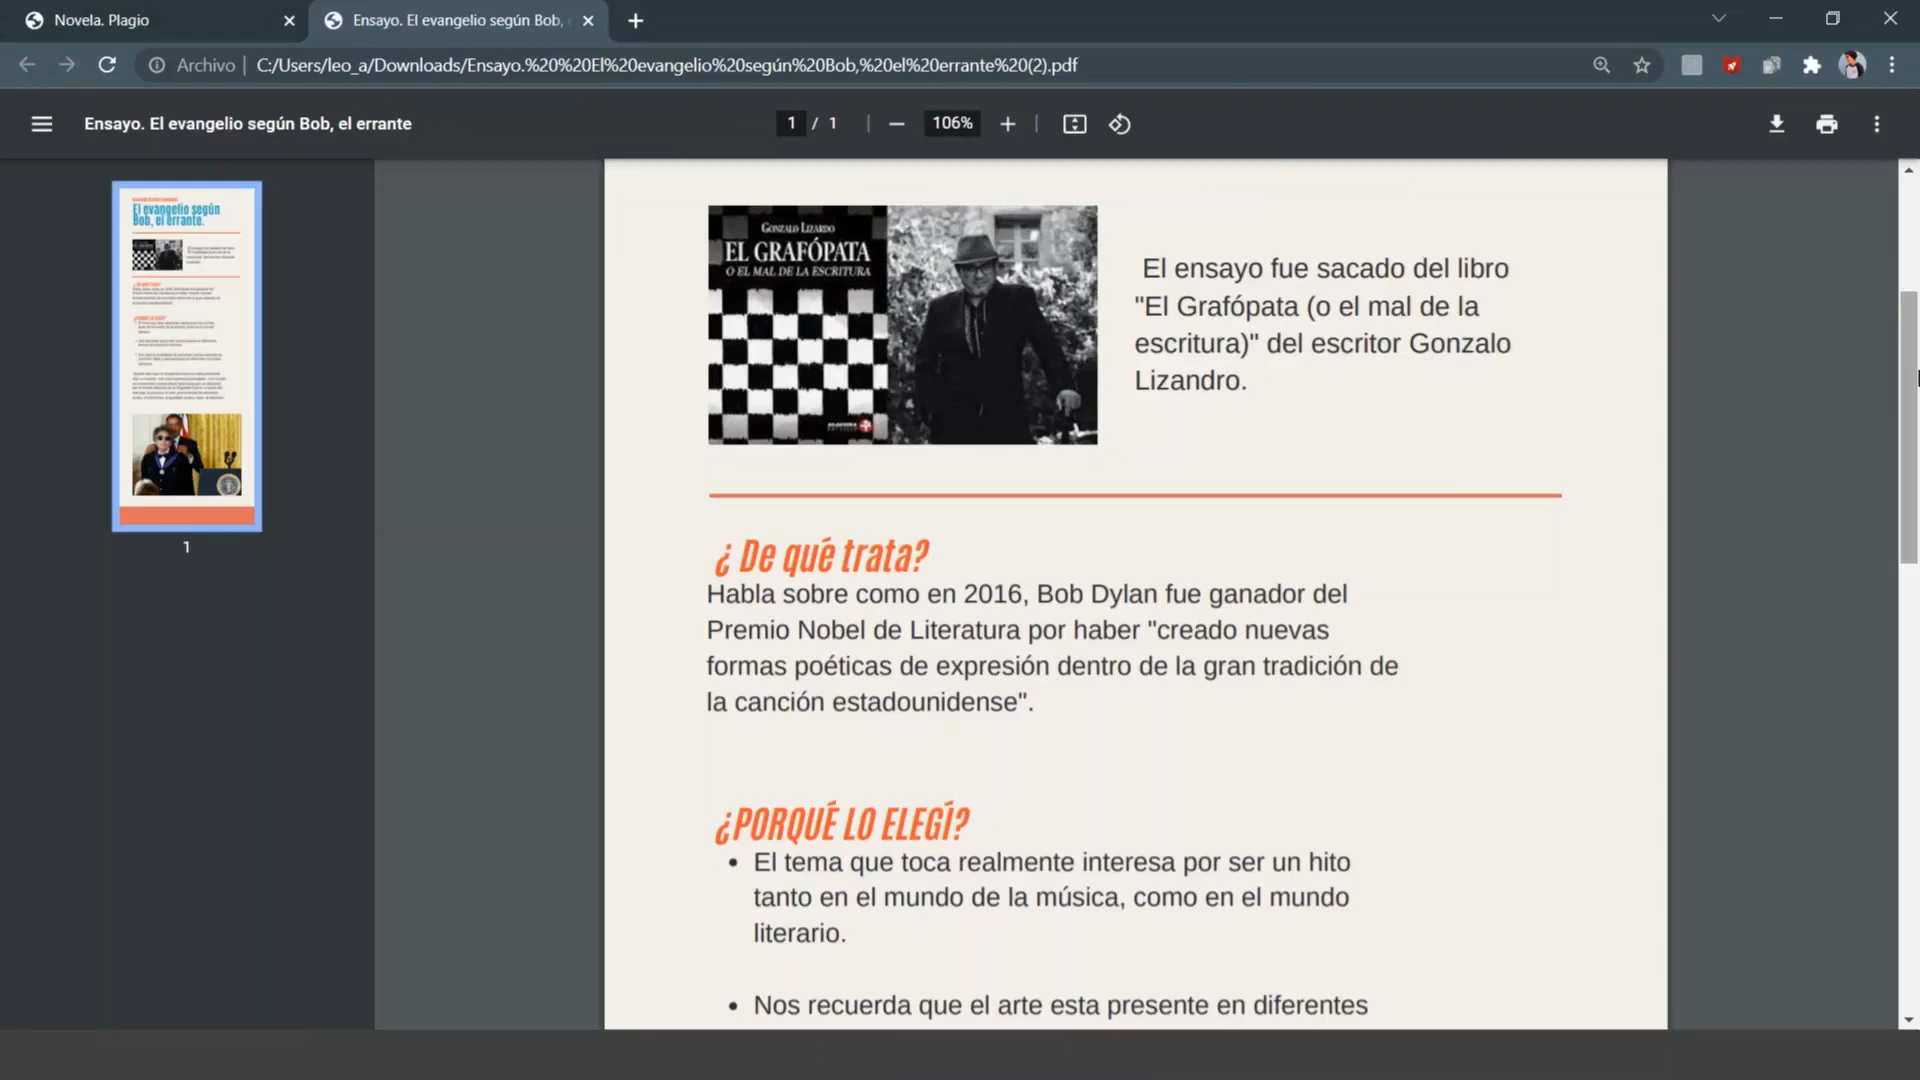 Novela. Plagio
Ensayo. El evangelio según Bob,
Archivo
C:/Users/leo_a/Downloads/Ensayo.%20%20El%20evangelio%20según%20Bob,%20el%20errante%20(2).pdf
Ensayo. El evangelio según Bob, el errante
1 / 1
106%
El evangelio según
Bob, el errante.
1
GONZALO LIZARDO
EL GRAFÓPATA
O EL MAL DE LA ESCRITURA
El ensayo fue sacado del libro
"El Grafópata (o el mal de la
escritura)" del escritor Gonzalo
Lizandro.
¿ De qué trata?
Habla sobre como en 2016, Bob Dylan fue ganador del
Premio Nobel de Literatura por haber "creado nuevas
formas poéticas de expresión dentro de la gran tradición de
la canción estadounidense".
¿PORQUÉ LO ELEGÍ?
• El tema que toca realmente interesa por ser un hito
tanto en el mundo de la música, como en el mundo
literario.
• Nos recuerda que el arte esta presente en diferentes